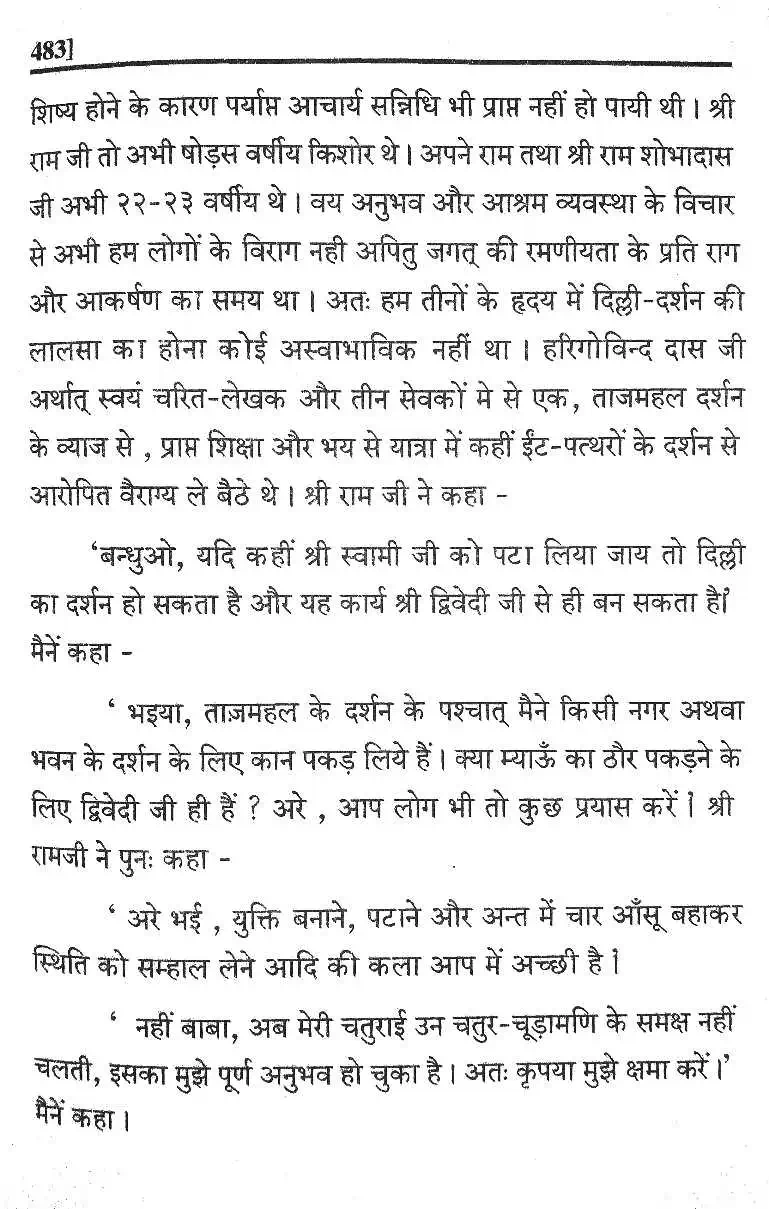 483]
शिष्य होने के कारण पर्याप्त आचार्य सन्निधि भी प्राप्त नहीं हो पायी थी। श्री
राम जी तो अभी षोड्स वर्षीय किशोर थे। अपने राम तथा श्री राम शोभादास
जी अभी २२-२३ वर्षीय थे। वय अनुभव और आश्रम व्यवस्था के विचार
से अभी हम लोगों के विराग नही अपितु जगत् की रमणीयता के प्रति राग
और आकर्षण का समय था। अतः हम तीनों के हृदय में दिल्ली-दर्शन की
लालसा का होना कोई अस्वाभाविक नहीं था। हरिगोविन्द दास जी
अर्थात् स्वयं चरित-लेखक और तीन सेवकों मे से एक, ताजमहल दर्शन
के व्याज से , प्राप्त शिक्षा और भय से यात्रा में कहीं ईंट-पत्थरों के दर्शन से
आरोपित वैराग्य ले बैठे थे। श्री राम जी ने कहा -
'बन्धुओ, यदि कहीं श्री स्वामी जी को पटा लिया जाय तो दिल्ली
का दर्शन हो सकता है और यह कार्य श्री द्विवेदी जी से ही बन सकता है।'
मैनें कहा -
' भइया, ताज़महल के दर्शन के पश्चात् मैने किसी नगर अथवा
भवन के दर्शन के लिए कान पकड़ लिये हैं। क्या म्याऊँ का ठौर पकड़ने के
लिए द्विवेदी जी ही हैं ? अरे , आप लोग भी तो कुछ प्रयास करें।' श्री
रामजी ने पुनः कहा -
' अरे भई , युक्ति बनाने, पटाने और अन्त में चार आँसू बहाकर
स्थिति को सम्हाल लेने आदि की कला आप में अच्छी है।'
' नहीं बाबा, अब मेरी चतुराई उन चतुर-चूड़ामणि के समक्ष नहीं
चलती, इसका मुझे पूर्ण अनुभव हो चुका है। अतः कृपया मुझे क्षमा करें।'
मैनें कहा।